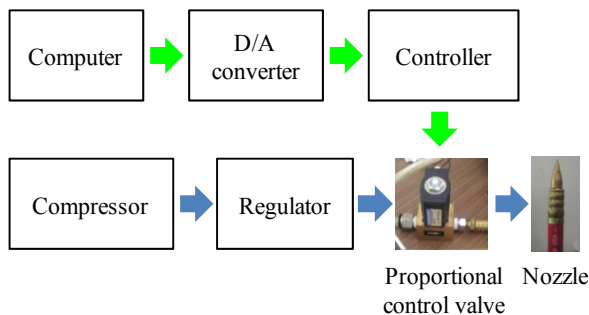 Computer
D/A
converter
Controller
Compressor
Regulator
Proportional
control valve
Nozzle